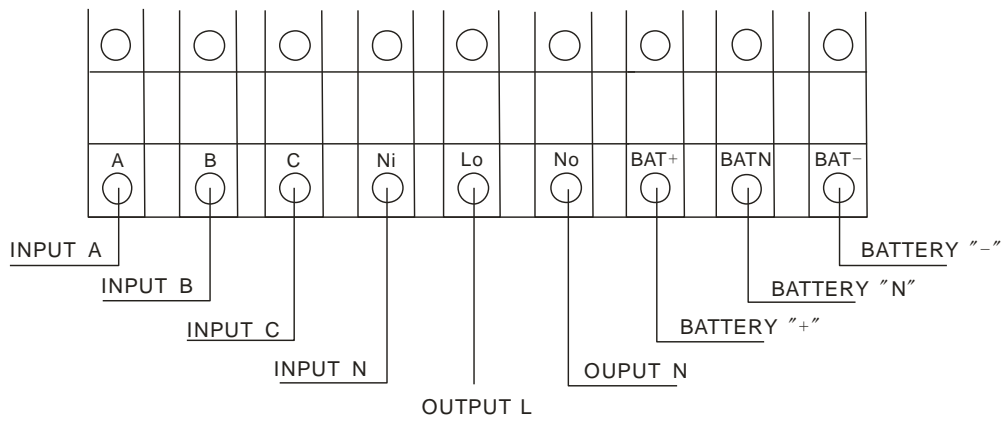 A B C Ni Lo No BAT+ BATN BAT-
INPUT A
BATTERY "-"
INPUT B
BATTERY "N"
INPUT C
BATTERY "+"
INPUT N
OUPUT N
OUTPUT L